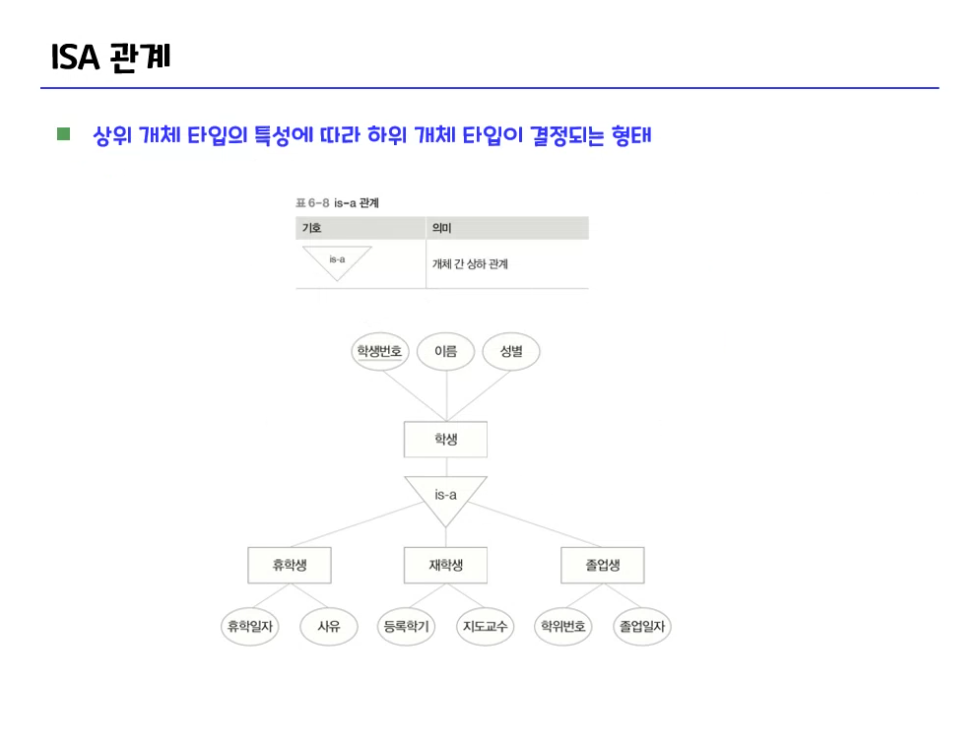 ISA 관계
상위 개체 타입의 특성에 따라 하위 개체 타입이 결정되는 형태
표 6-8 is-a 관계
기호 의미
is-a 개체 간 상하 관계
학생번호 이름 성별
학생
is-a
휴학생 재학생 졸업생
휴학일자 사유 등록학기 지도교수 학위번호 졸업일자